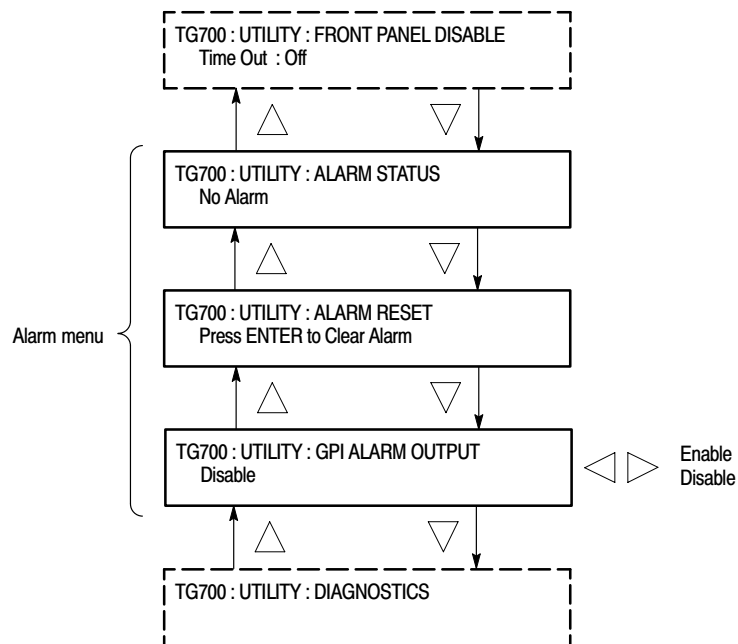 TG700 : UTILITY : FRONT PANEL DISABLE
Time Out : Off
TG700 : UTILITY : ALARM STATUS
No Alarm
TG700 : UTILITY : ALARM RESET
Press ENTER to Clear Alarm
Alarm menu
TG700 : UTILITY : GPI ALARM OUTPUT
Disable
Enable
Disable
TG700 : UTILITY : DIAGNOSTICS